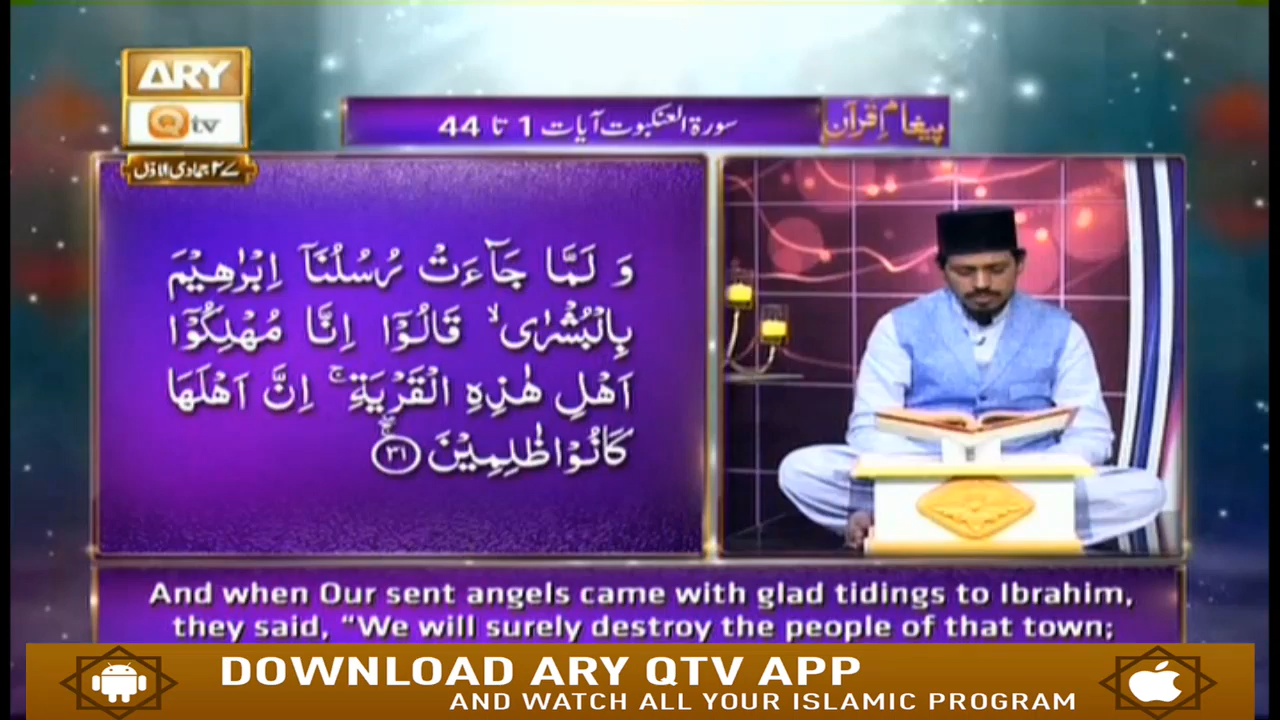 ARY
Qtv
سورة العنکبوت آیات 1 تا 44
پیغامِ قرآن
۲۷ جمادی الاوّل
وَ لَمَّا جَآءَتْ رُسُلُنَاۤ اِبْرٰهِیْمَ
بِالْبُشْرٰىۙ قَالُوْۤا اِنَّا مُهْلِكُوْۤا
اَهْلِ هٰذِهِ الْقَرْیَةِۚ اِنَّ اَهْلَهَا
كَانُوْا ظٰلِمِیْنَۚۖ ۳۱
And when Our sent angels came with glad tidings to Ibrahim,
they said, “We will surely destroy the people of that town;
DOWNLOAD ARY QTV APP
AND WATCH ALL YOUR ISLAMIC PROGRAM